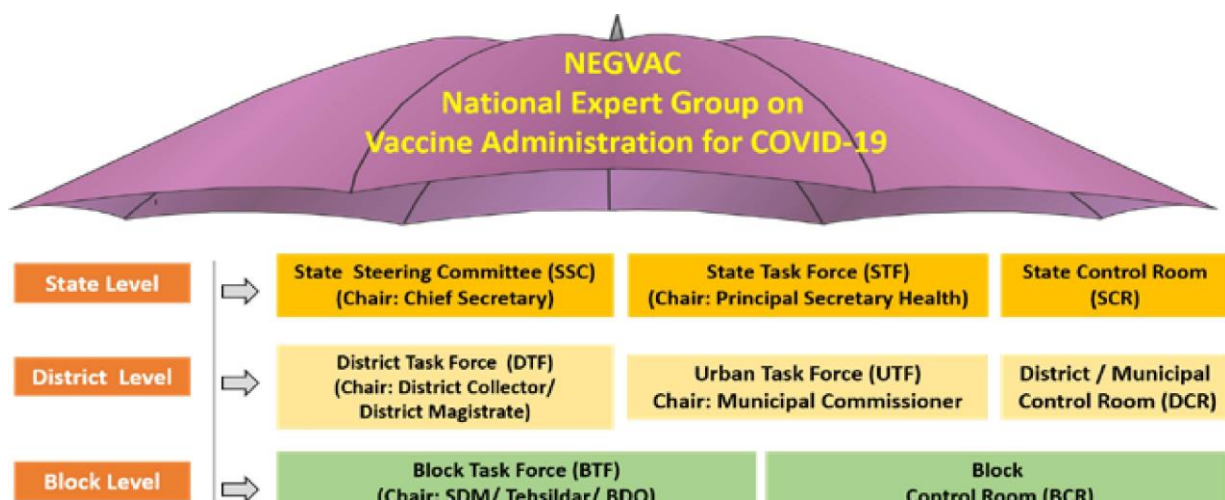 NEGVAC
National Expert Group on
Vaccine Administration for COVID-19
State Level
State Steering Committee (SSC)
(Chair: Chief Secretary)
State Task Force (STF)
(Chair: Principal Secretary Health)
State Control Room
(SCR)
District Level
District Task Force (DTF)
(Chair: District Collector/
District Magistrate)
Urban Task Force (UTF)
Chair: Municipal Commissioner
District / Municipal
Control Room (DCR)
Block Level
Block Task Force (BTF)
(Chair: SDM/ Tehsildar/ BDO)
Block
Control Room (BCR)